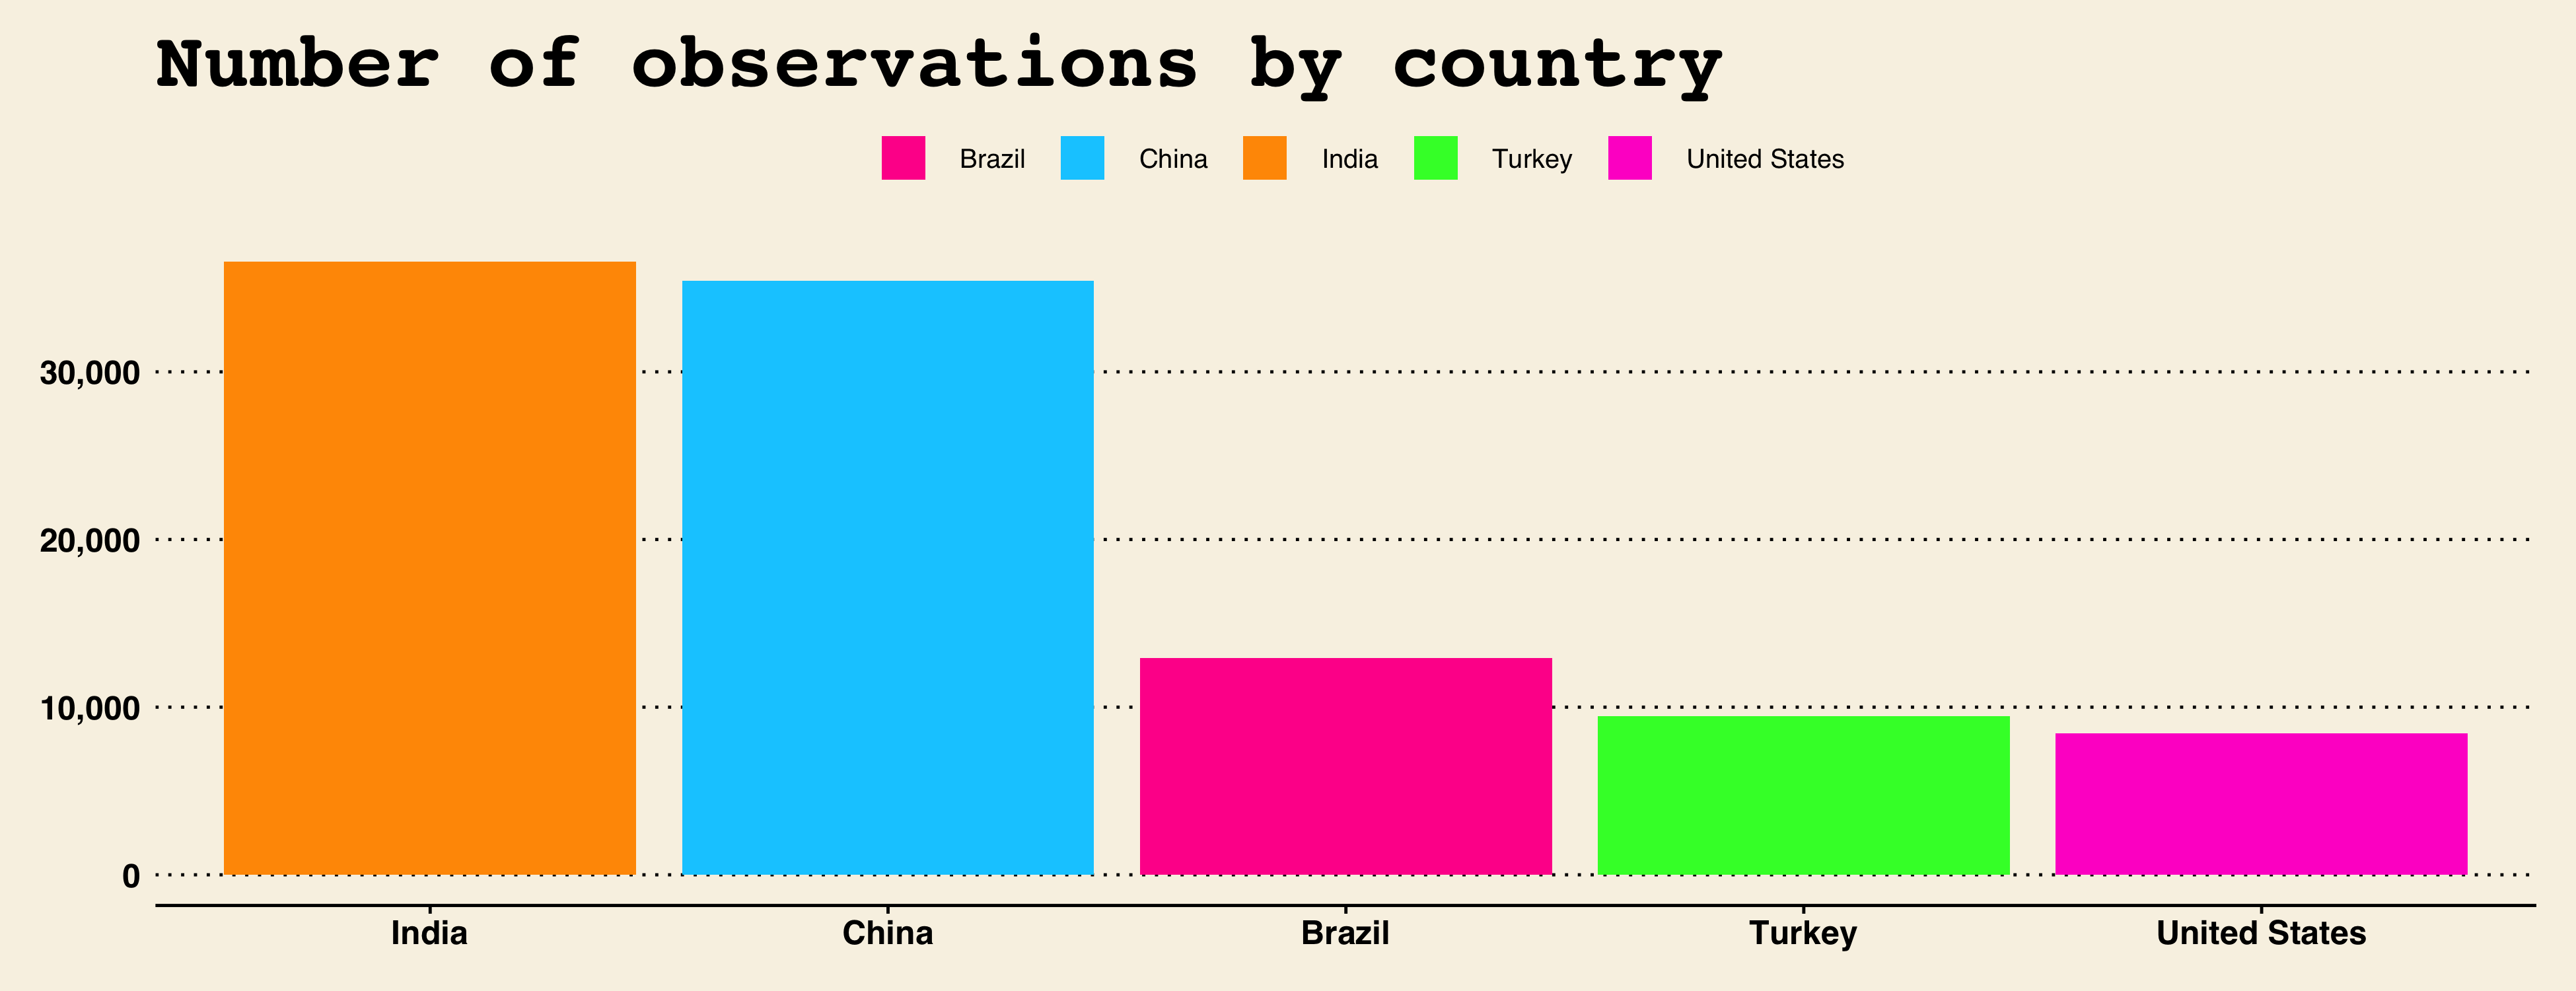 Number of observations by country
Brazil China India Turkey United States
30,000
20,000
10,000
0
India China Brazil Turkey United States